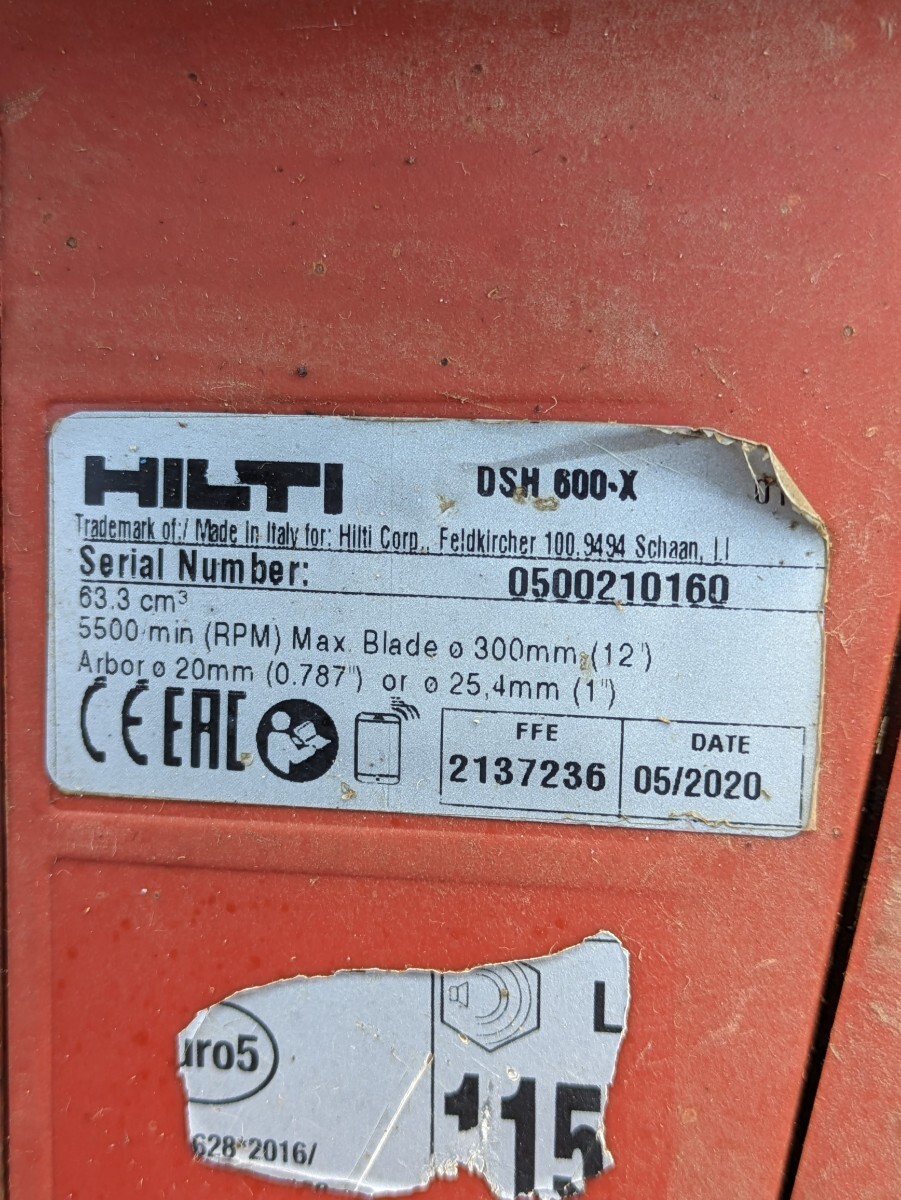 HILTI DSH 600-X
Trademark of:/ Made in Italy for: Hilti Corp., Feldkircher 100,9494 Schaan,
Serial Number: 0500210160
63.3 cm³
5500/min (RPM) Max. Blade ø 300mm (12")
Arbor ø 20mm (0.787") or ø 25,4mm (1")
CE EAC
FFE DATE
2137236 05/2020
uro5
L
115
628*2016/